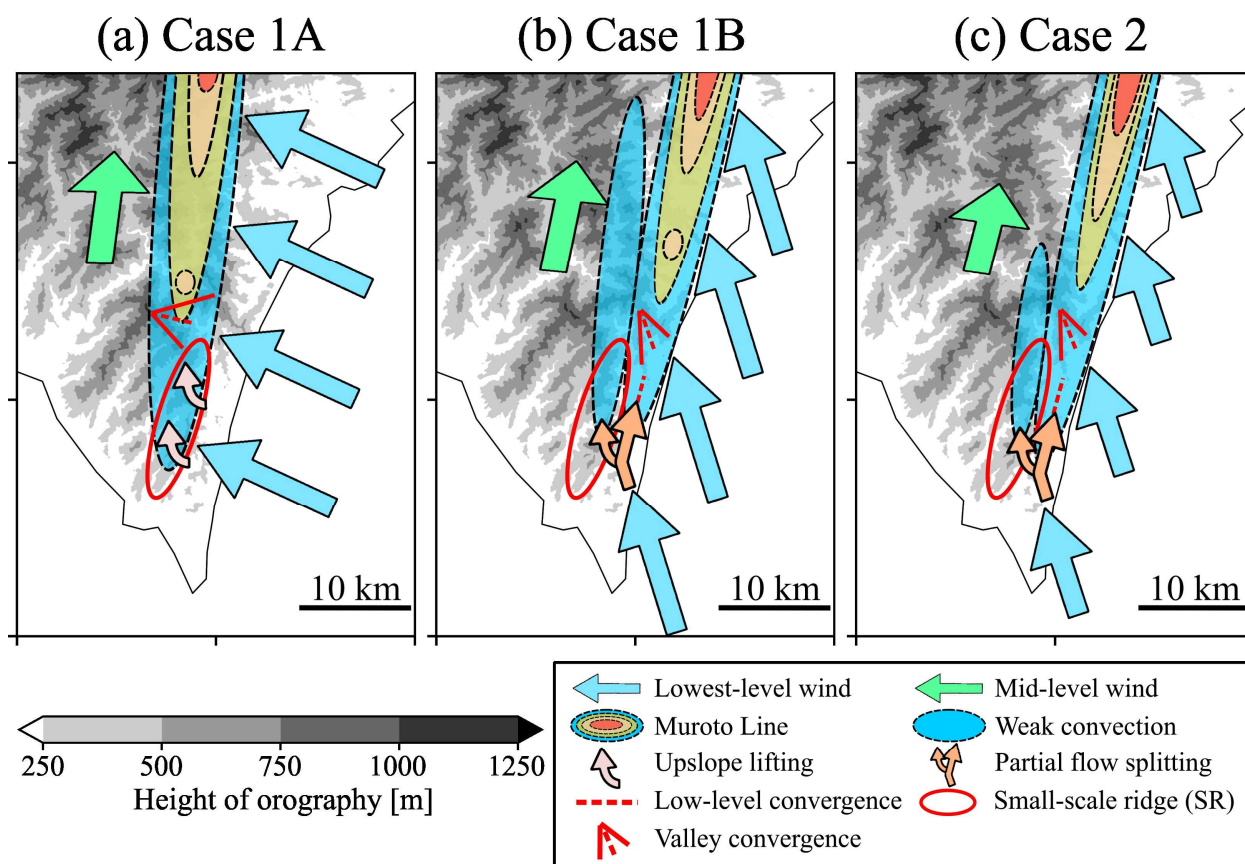 (a) Case 1A
(b) Case 1B
(c) Case 2
10 km
10 km
10 km
Lowest-level wind
Mid-level wind
Muroto Line
Weak convection
Upslope lifting
Partial flow splitting
Low-level convergence
Small-scale ridge (SR)
Valley convergence
250 500 750 1000 1250
Height of orography [m]